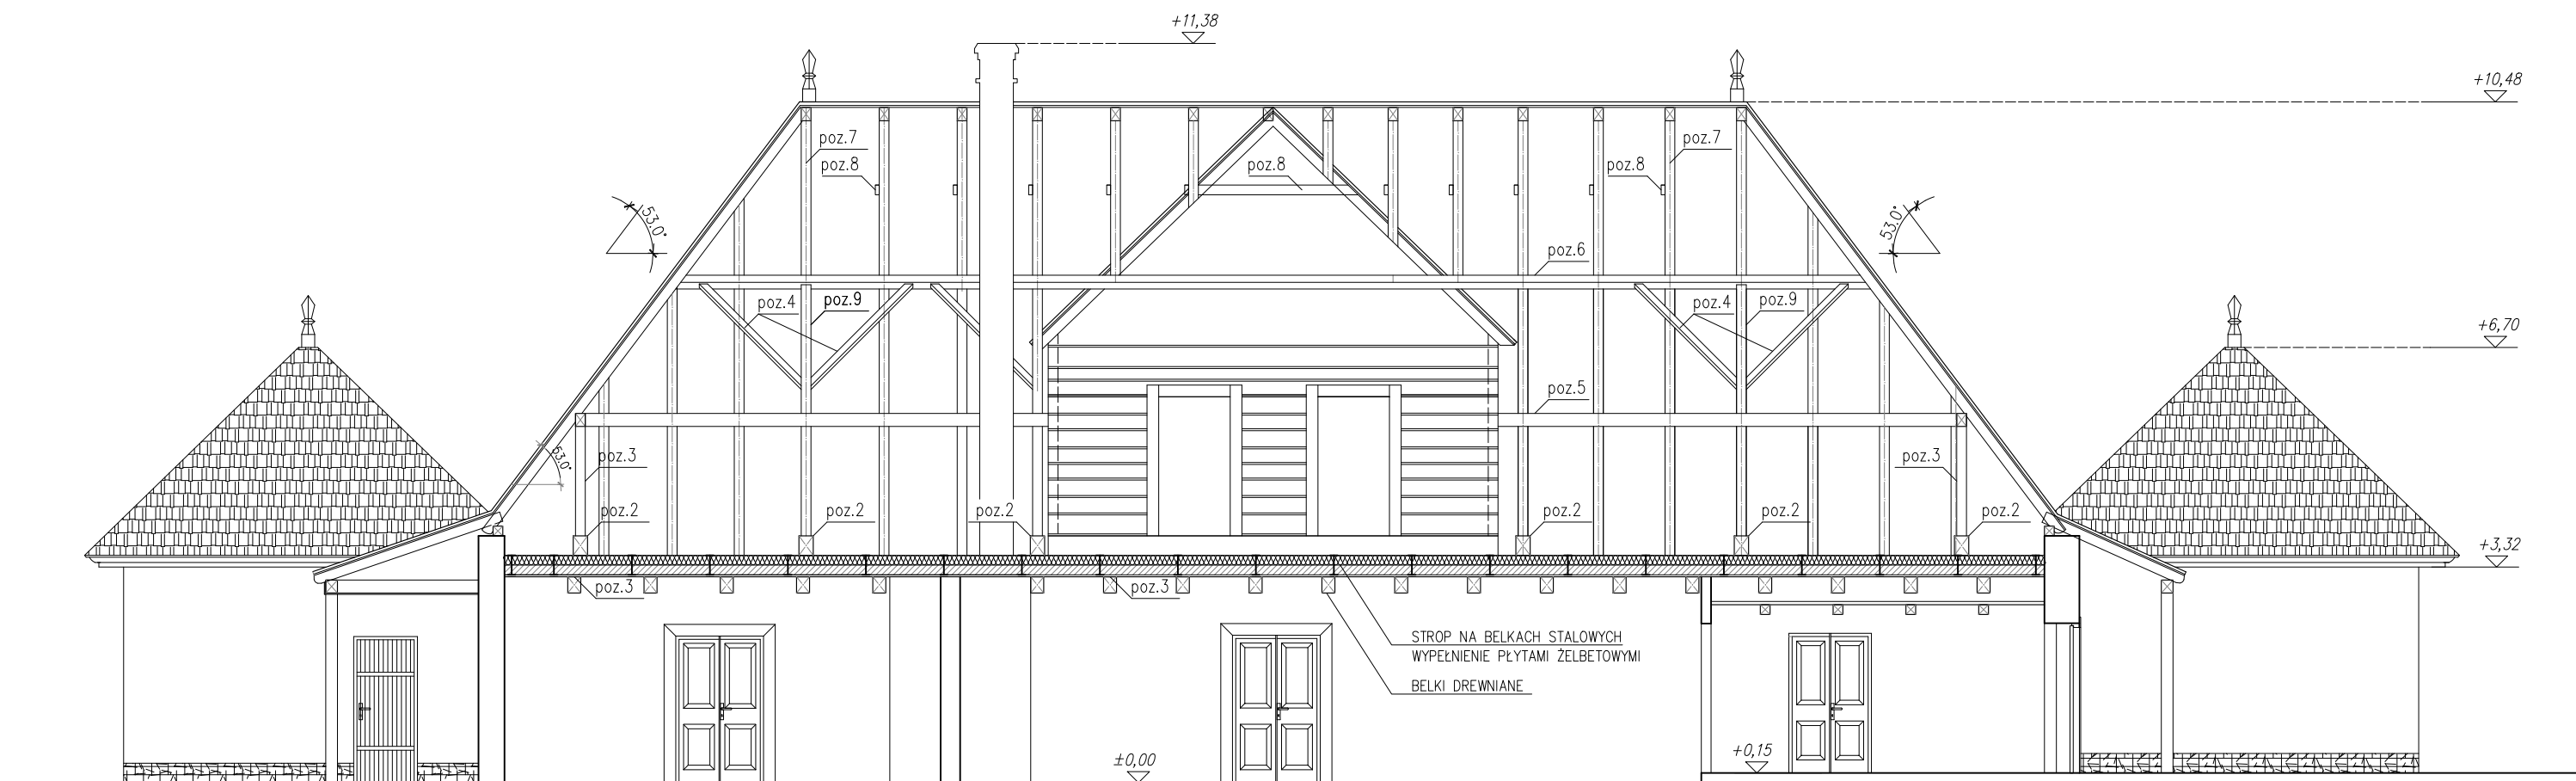 +11,38
+10,48
poz.7
poz.7
poz.8
poz.8
poz.8
53.0°
53.0°
poz.6
poz.4
poz.9
poz.4
poz.9
+6,70
poz.5
53.0°
poz.3
poz.3
poz.2
poz.2
poz.2
poz.2
poz.2
poz.2
+3,32
poz.3
poz.3
STROP NA BELKACH STALOWYCH
WYPEŁNIENIE PŁYTAMI ŻELBETOWYMI
BELKI DREWNIANE
±0,00
+0,15